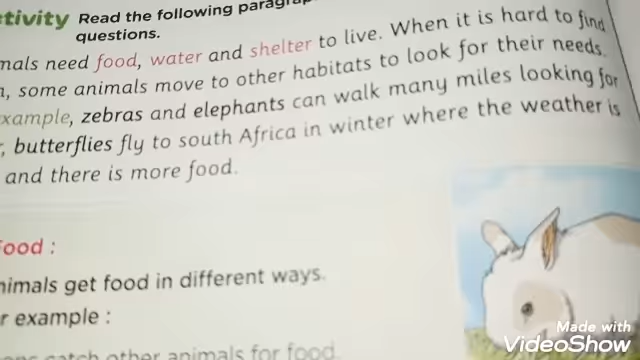 tivity Read the following
questions.
mals need food, water and shelter to live. When it is hard to find
some animals move to other habitats to look for their needs.
xample, zebras and elephants can walk many miles looking for
butterflies fly to south Africa in winter where the weather is
and there is more food.
ood :
nimals get food in different ways.
r example :
catch other animals for food.
Made with
VideoShow